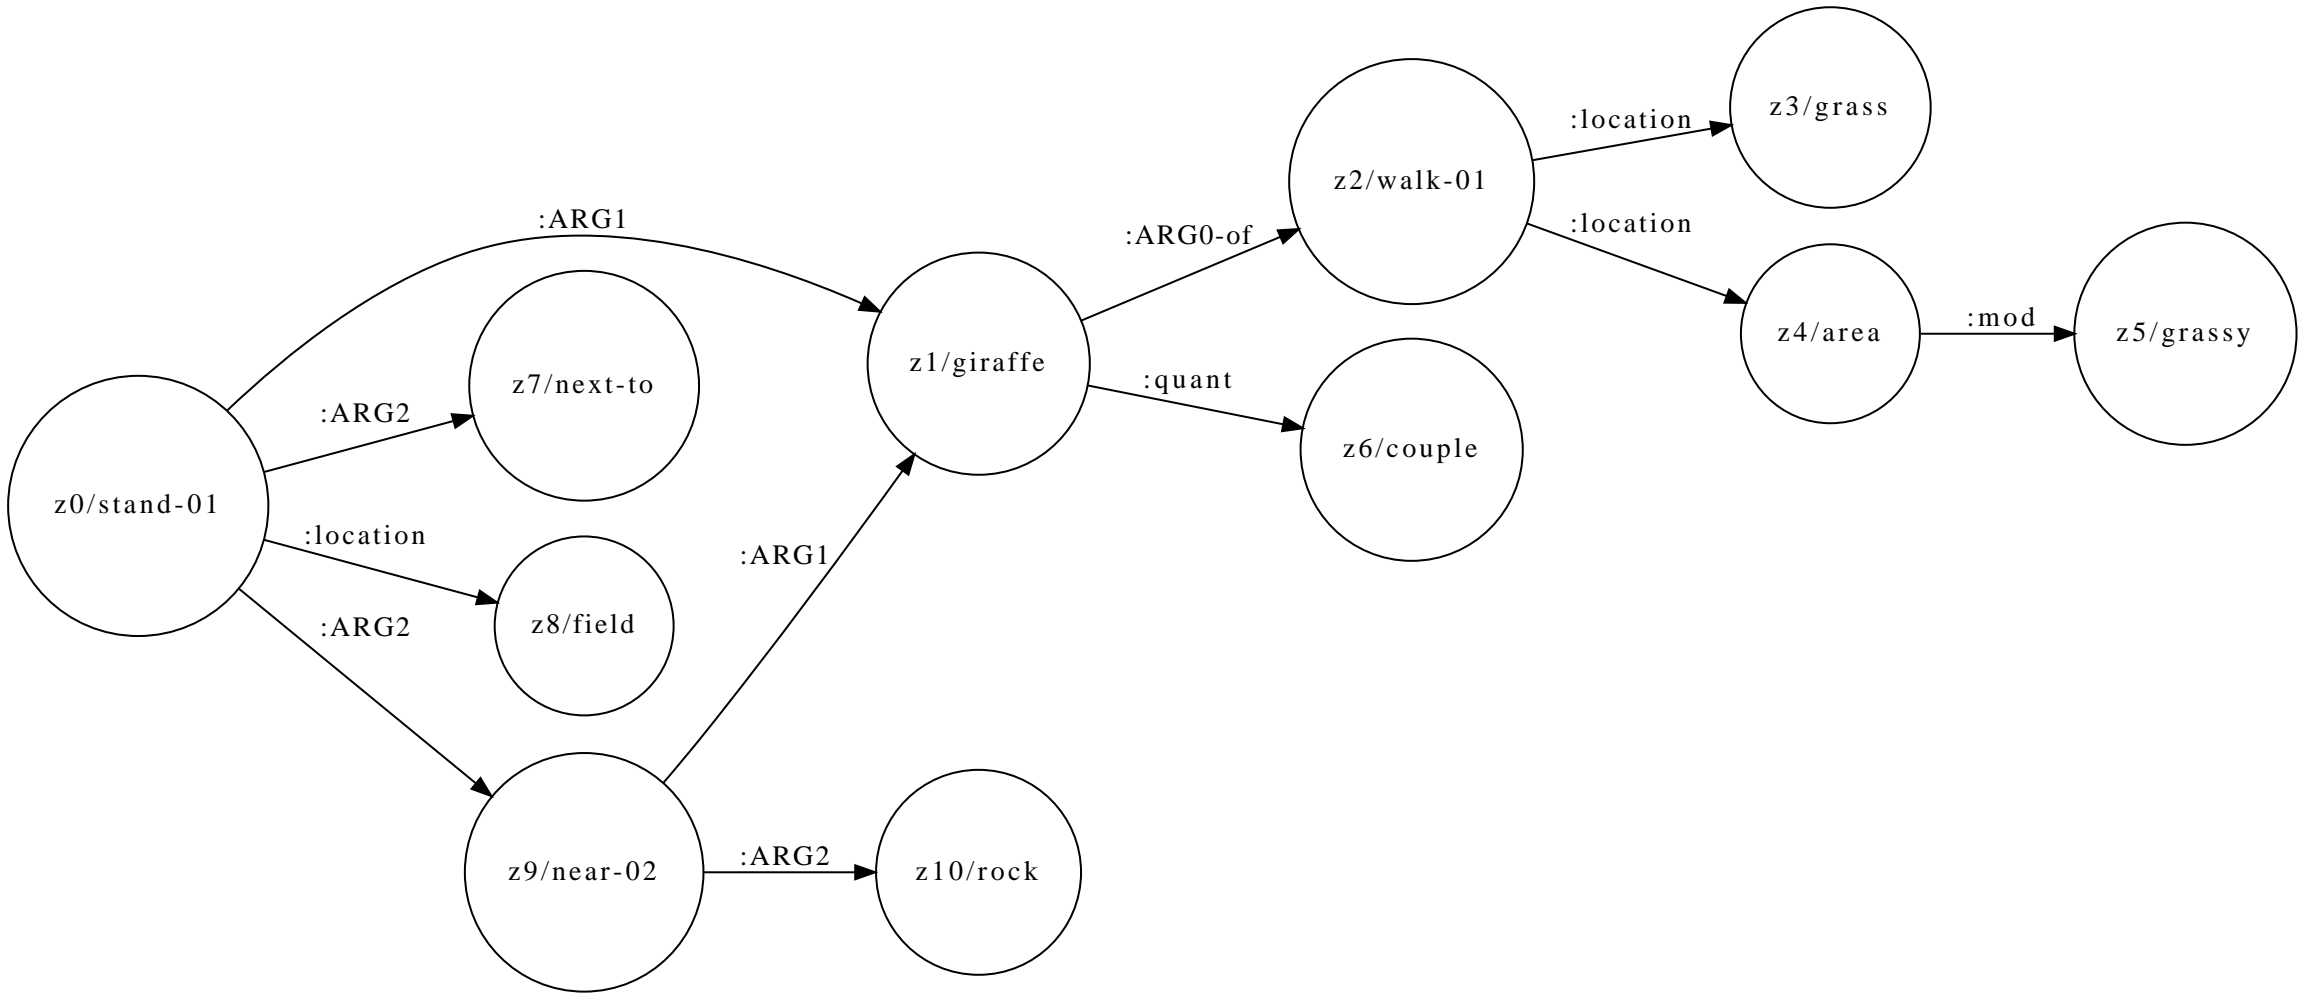 z0/stand-01
:ARG1
:ARG2
:location
:ARG2
z7/next-to
z8/field
z9/near-02
:ARG1
:ARG2
z1/giraffe
z10/rock
:ARG0-of
:quant
z2/walk-01
z6/couple
:location
:location
z3/grass
z4/area
:mod
z5/grassy